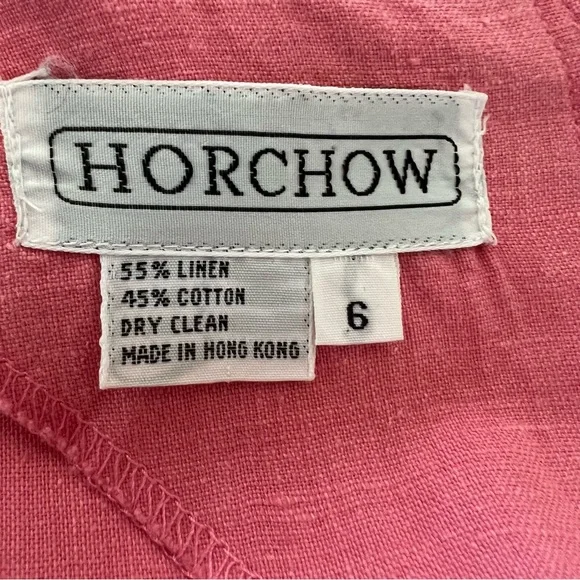 HORCHOW
55% LINEN
45% COTTON
DRY CLEAN
MADE IN HONG KONG
6